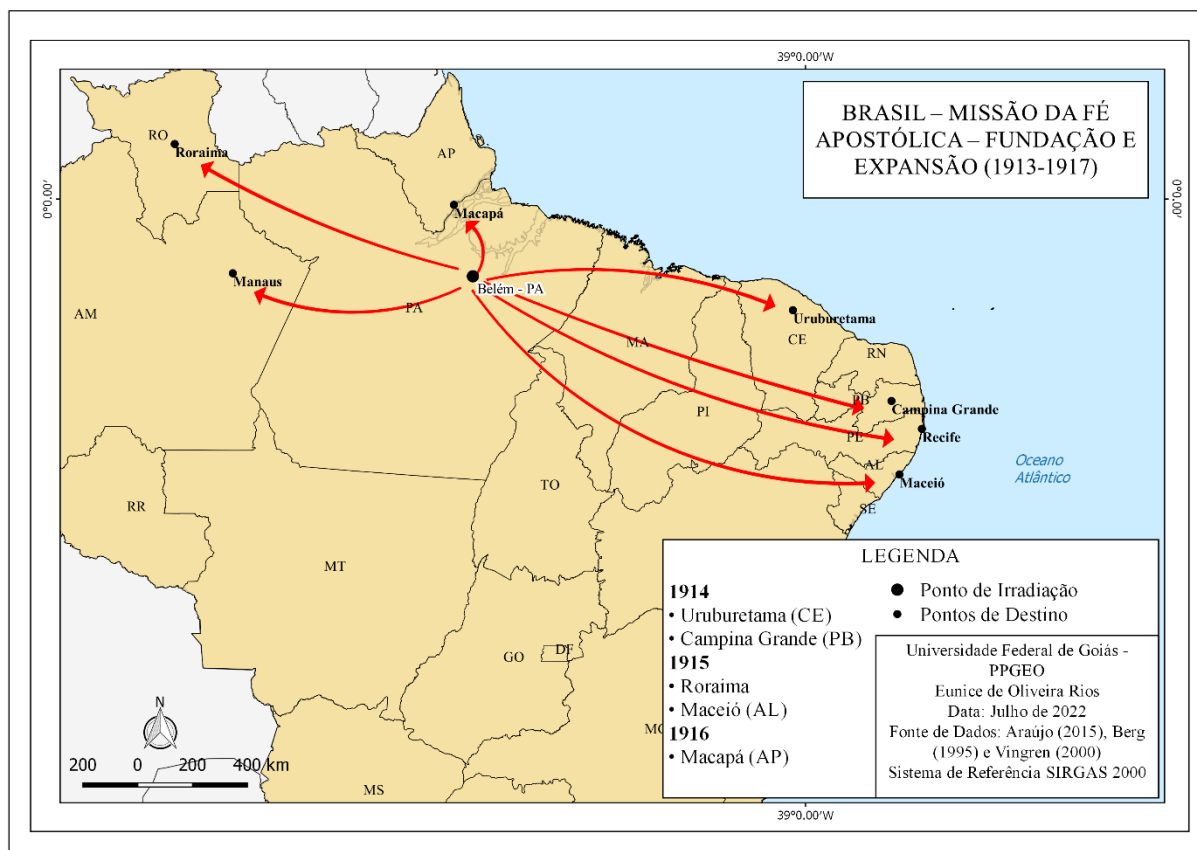 39°0.00'W
BRASIL – MISSÃO DA FÉ
APOSTÓLICA – FUNDAÇÃO E
EXPANSÃO (1913-1917)
RO
Roraima
AP
0°0.00'
0°0.00'
Macapá
Manaus
Belém - PA
AM
PA
Uruburetama
CE
MA
RN
PB
Campina Grande
PI
Recife
PE
AL
Oceano
Atlântico
Maceió
TO
RR
SE
MT
LEGENDA
1914
• Uruburetama (CE)
• Campina Grande (PB)
1915
• Roraima
• Maceió (AL)
1916
• Macapá (AP)
Ponto de Irradiação
Pontos de Destino
Universidade Federal de Goiás -
PPGEO
Eunice de Oliveira Rios
Data: Julho de 2022
Fonte de Dados: Araújo (2015), Berg
(1995) e Vingren (2000)
Sistema de Referência SIRGAS 2000
GO
DF
N
200 0 200 400 km
MS
39°0.00'W